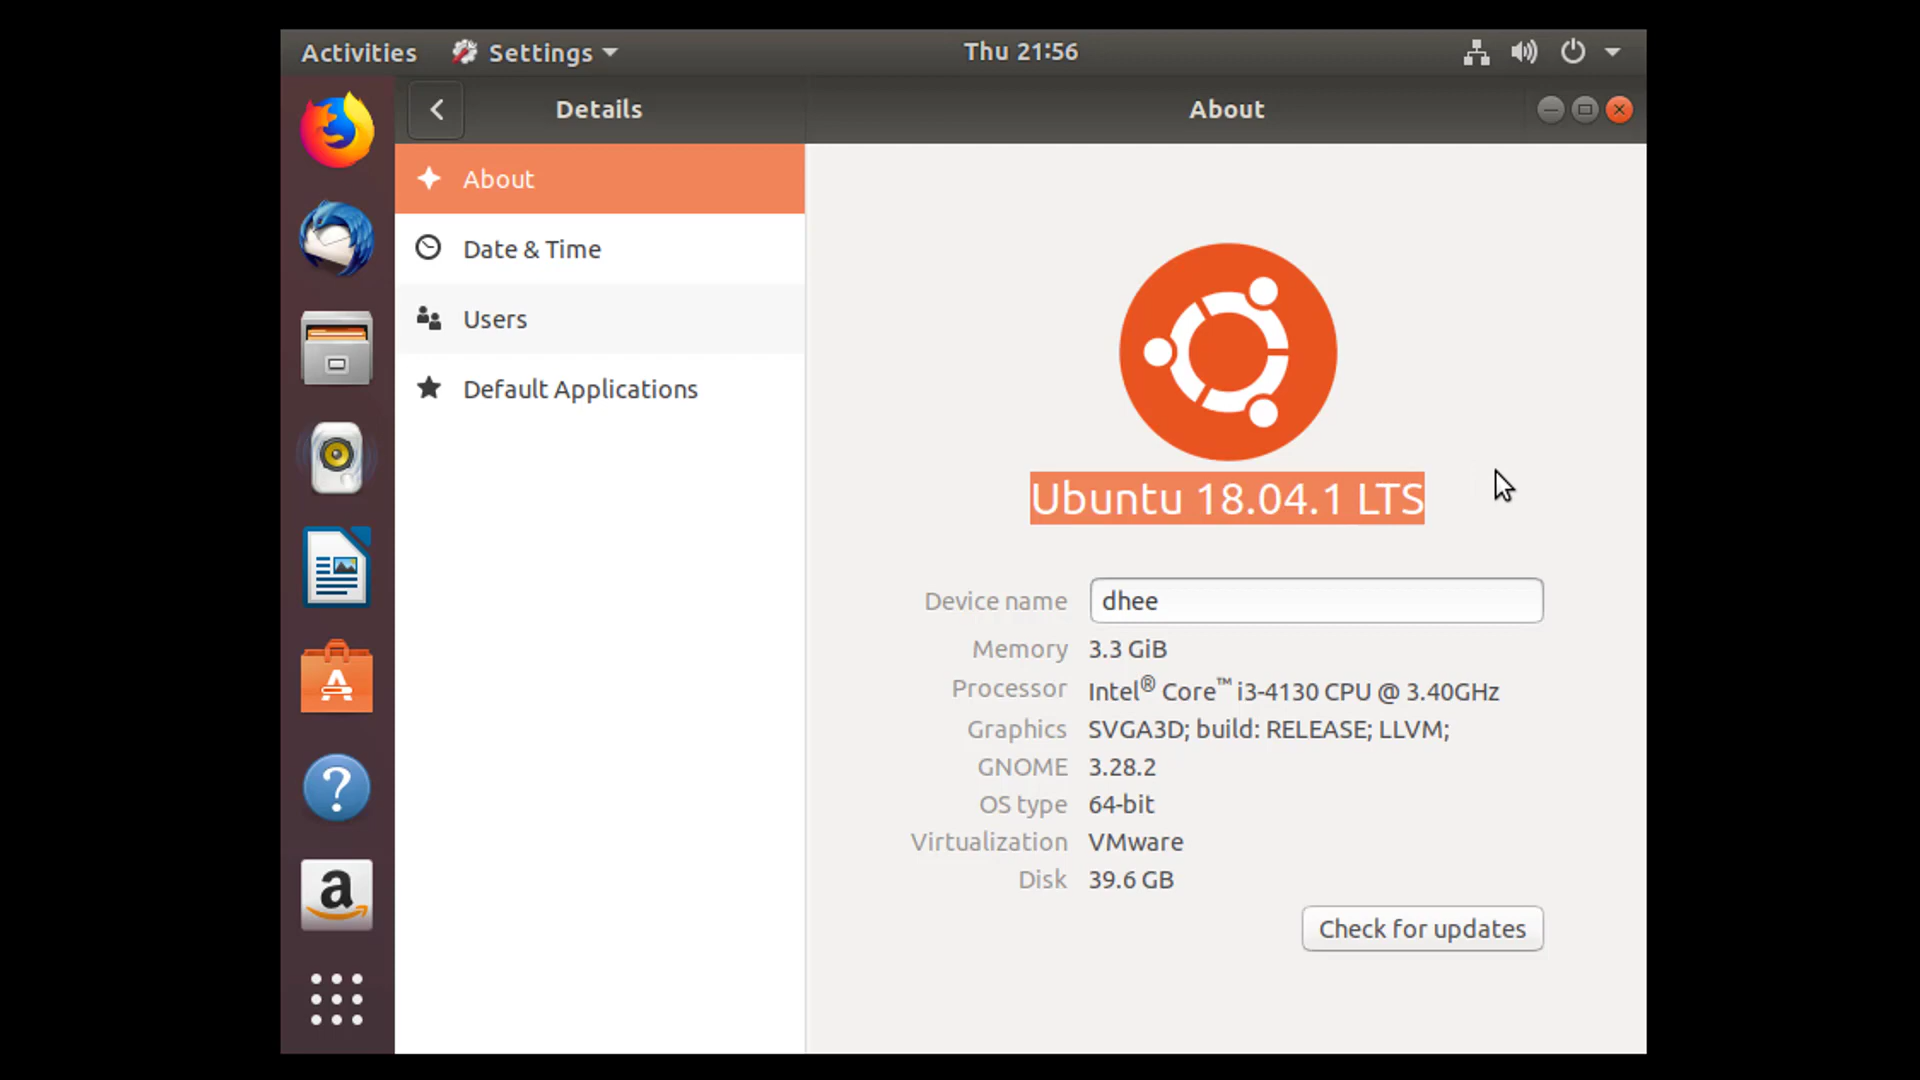 Activities Settings Thu 21:56
Details About
About
Date & Time
Users
Default Applications
Ubuntu 18.04.1 LTS
Device name dhee
Memory 3.3 GiB
Processor Intel® Core™ i3-4130 CPU @ 3.40GHz
Graphics SVGA3D; build: RELEASE; LLVM;
GNOME 3.28.2
OS type 64-bit
Virtualization VMware
Disk 39.6 GB
Check for updates